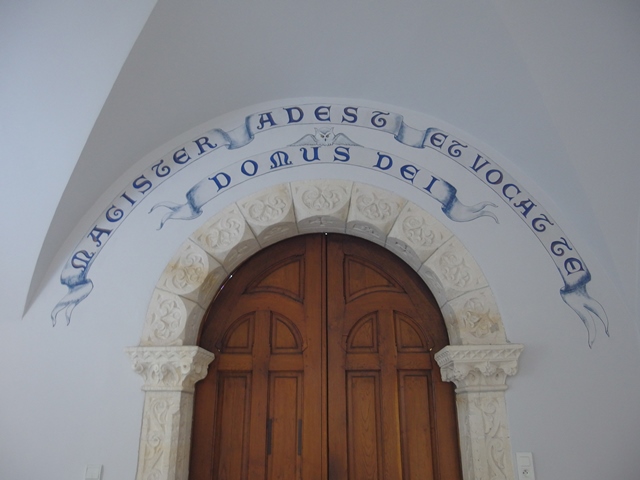 MAGISTER ADEST ET VOCAT TE
DOMUS DEI